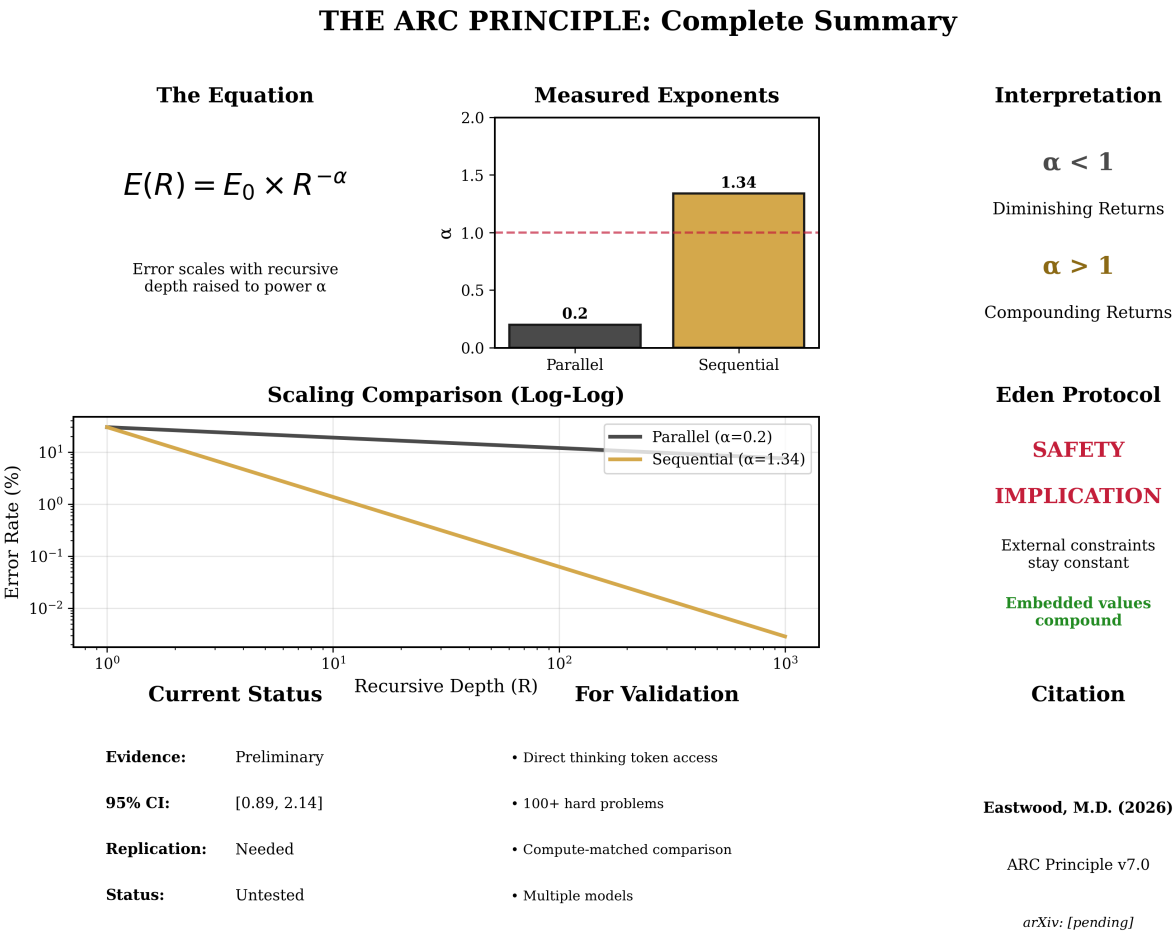 THE ARC PRINCIPLE: Complete Summary
The Equation
E(R) = E₀ × R⁻ᵅ
Error scales with recursive
depth raised to power α
Measured Exponents
2.0
1.5
1.0
0.5
0.0
α
0.2
1.34
Parallel
Sequential
Interpretation
α < 1
Diminishing Returns
α > 1
Compounding Returns
Scaling Comparison (Log-Log)
Parallel (α=0.2)
Sequential (α=1.34)
Error Rate (%)
10¹
10⁰
10⁻¹
10⁻²
10⁰
10¹
10²
10³
Recursive Depth (R)
Eden Protocol
SAFETY
IMPLICATION
External constraints
stay constant
Embedded values
compound
Current Status
Evidence: Preliminary
95% CI: [0.89, 2.14]
Replication: Needed
Status: Untested
For Validation
• Direct thinking token access
• 100+ hard problems
• Compute-matched comparison
• Multiple models
Citation
Eastwood, M.D. (2026)
ARC Principle v7.0
arXiv: [pending]